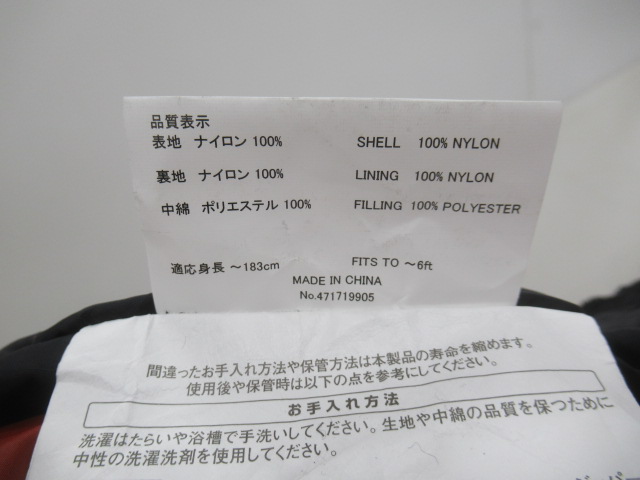 品質表示
表地 ナイロン 100% SHELL 100% NYLON
裏地 ナイロン 100% LINING 100% NYLON
中綿 ポリエステル 100% FILLING 100% POLYESTER
適応身長 ～183cm FITS TO ～6ft
MADE IN CHINA
No.471719905
間違ったお手入れ方法や保管方法は本製品の寿命を縮めます。
使用後や保管時は以下の点を参考にしてください。
お手入れ方法
洗濯はたらいや浴槽で手洗いしてください。生地や中綿の品質を保つために
中性の洗濯洗剤を使用してください。